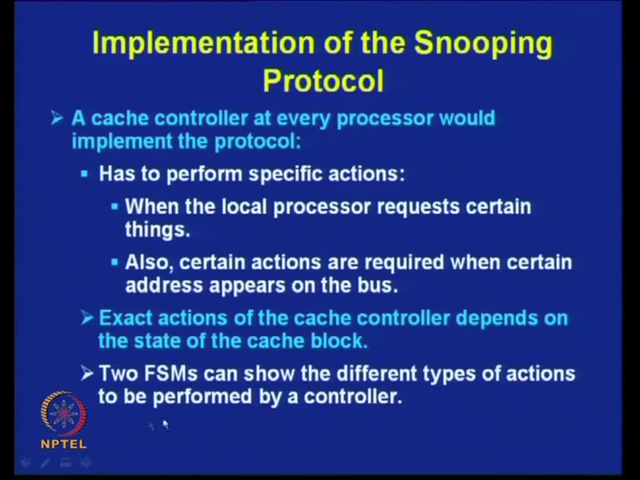 Implementation of the Snooping
Protocol
A cache controller at every processor would
implement the protocol:
Has to perform specific actions:
When the local processor requests certain
things.
Also, certain actions are required when certain
address appears on the bus.
Exact actions of the cache controller depends on
the state of the cache block.
Two FSMs can show the different types of actions
to be performed by a controller.
NPTEL